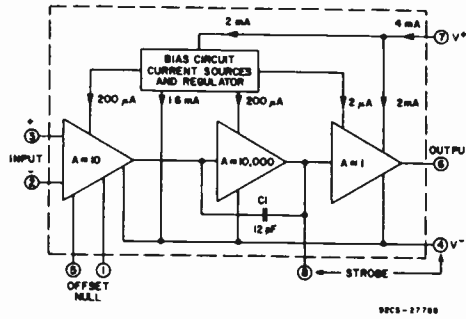 2 mA
4 mA
7 V+
BIAS CIRCUIT
CURRENT SOURCES
AND REGULATOR
200 µA
1.6 mA
200 µA
2 µA
2 mA
+
3
A ≈ 10
A ≈ 10,000
A ≈ 1
OUTPUT
6
INPUT
-
2
C1
12 pF
4 V-
5
1
8
STROBE
OFFSET
NULL
92CS-27788